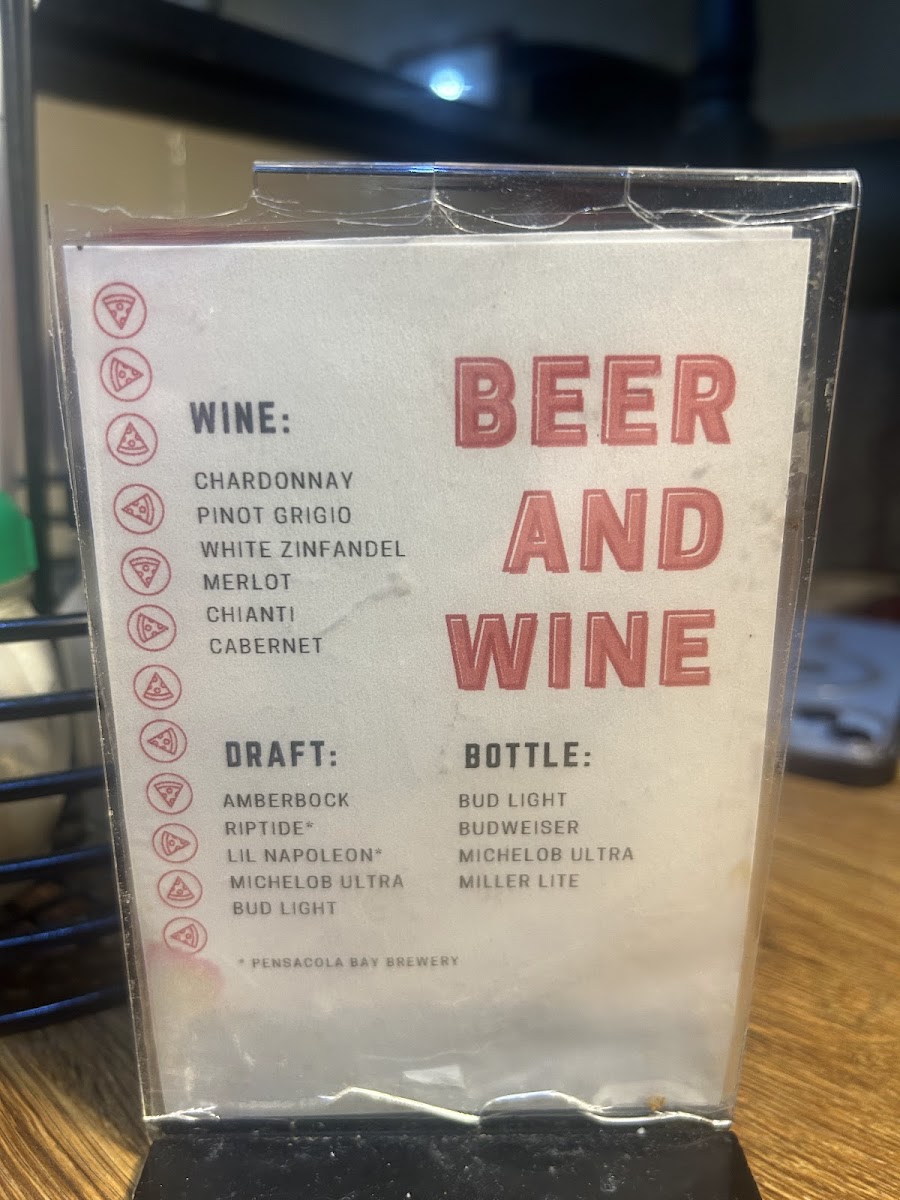 BEER
AND
WINE
WINE:
CHARDONNAY
PINOT GRIGIO
WHITE ZINFANDEL
MERLOT
CHIANTI
CABERNET
DRAFT:
AMBERBOCK
RIPTIDE*
LIL NAPOLEON*
MICHELOB ULTRA
BUD LIGHT
BOTTLE:
BUD LIGHT
BUDWEISER
MICHELOB ULTRA
MILLER LITE
* PENSACOLA BAY BREWERY